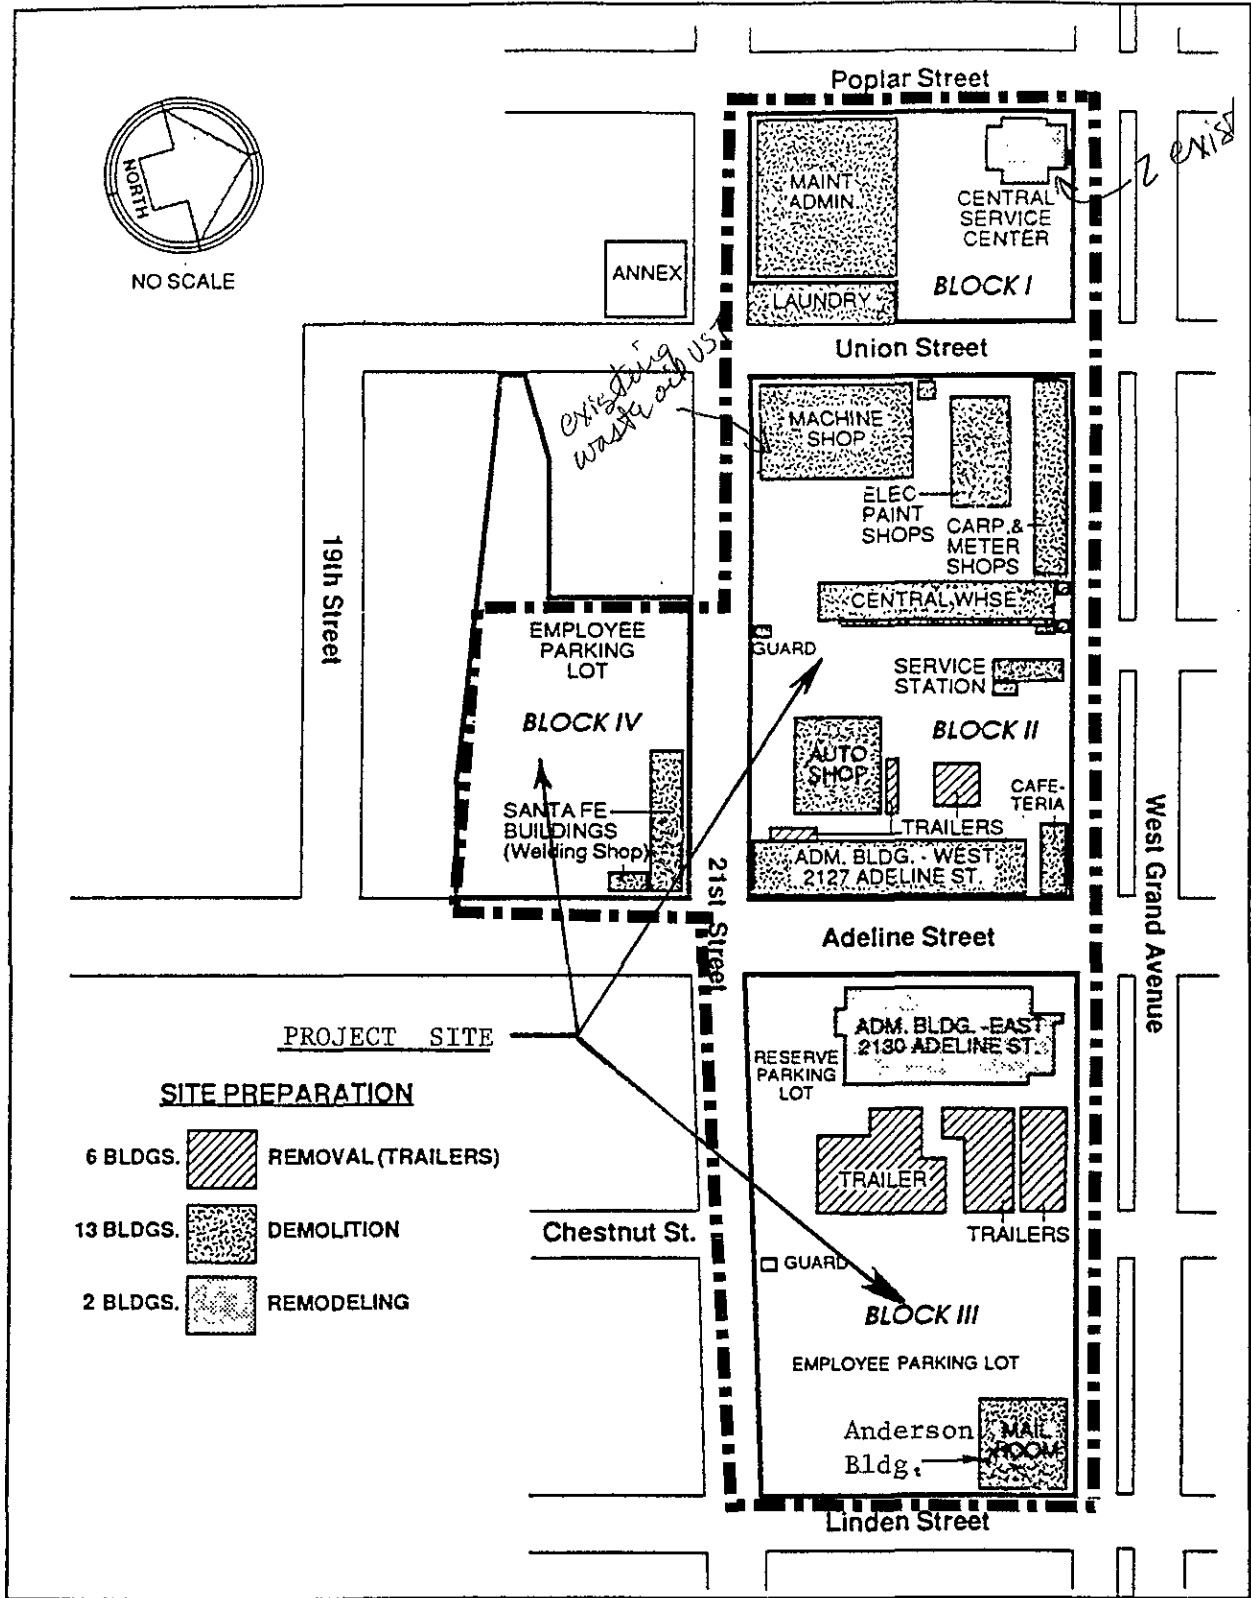 Poplar Street
NORTH
NO SCALE
MAINT
ADMIN.
CENTRAL
SERVICE
CENTER
2 exist
BLOCK I
LAUNDRY
ANNEX
Union Street
existing
waste oil UST
MACHINE
SHOP
ELEC
PAINT
SHOPS
CARP. &
METER
SHOPS
CENTRAL WHSE
GUARD
SERVICE
STATION
BLOCK II
AUTO
SHOP
TRAILERS
CAFE-
TERIA
ADM. BLDG. - WEST
2127 ADELINE ST.
19th Street
EMPLOYEE
PARKING
LOT
BLOCK IV
SANTA FE
BUILDINGS
(Welding Shop)
21st Street
West Grand Avenue
Adeline Street
PROJECT SITE
ADM. BLDG. -EAST
2130 ADELINE ST.
RESERVE
PARKING
LOT
SITE PREPARATION
6 BLDGS. REMOVAL (TRAILERS)
13 BLDGS. DEMOLITION
2 BLDGS. REMODELING
TRAILER
TRAILERS
Chestnut St.
GUARD
BLOCK III
EMPLOYEE PARKING LOT
Anderson
Bldg.
MAIL
ROOM
Linden Street